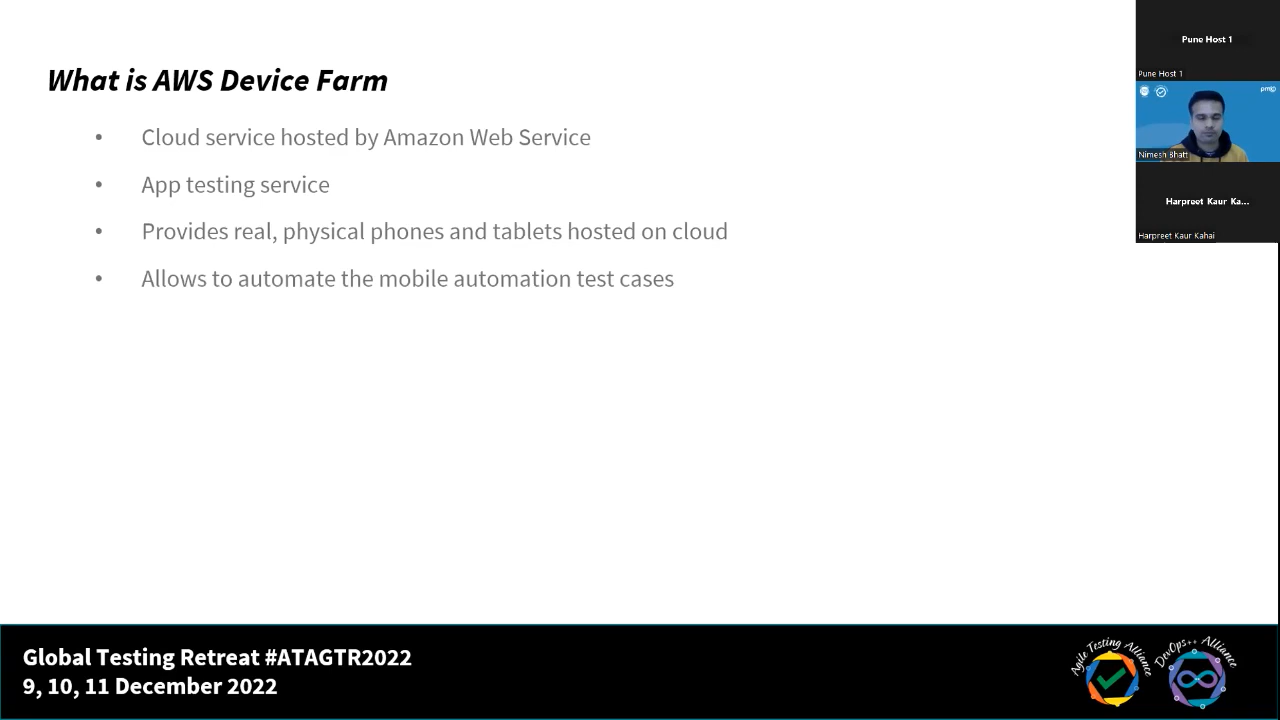 What is AWS Device Farm
• Cloud service hosted by Amazon Web Service
• App testing service
• Provides real, physical phones and tablets hosted on cloud
• Allows to automate the mobile automation test cases
Pune Host 1
Pune Host 1
Nimesh Bhatt
Harpreet Kaur Ka...
Harpreet Kaur Kahai
Global Testing Retreat #ATAGTR2022
9, 10, 11 December 2022
Agile Testing Alliance
DevOps++ Alliance